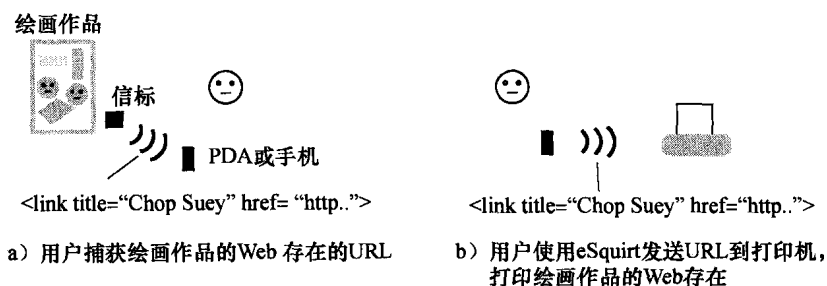 绘画作品
信标
PDA或手机
<link title=“Chop Suey” href= “http..”>
a）用户捕获绘画作品的Web 存在的URL
<link title=“Chop Suey” href=“http..”>
b）用户使用eSquirt发送URL到打印机，
打印绘画作品的Web存在